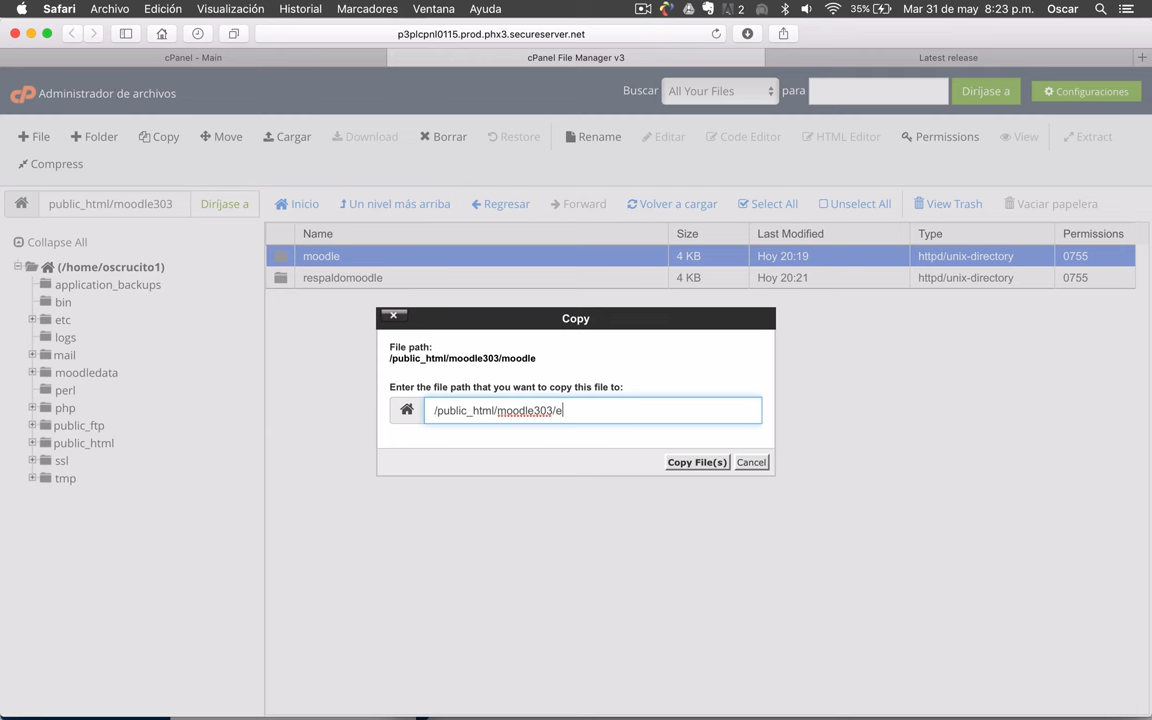 Safari Archivo Edición Visualización Historial Marcadores Ventana Ayuda 2 35% Mar 31 de may 8:23 p.m. Oscar
p3plcpnl0115.prod.phx3.secureserver.net
cPanel - Main cPanel File Manager v3 Latest release
cP Administrador de archivos Buscar All Your Files para Diríjase a Configuraciones
File Folder Copy Move Cargar Download Borrar Restore Rename Editar Code Editor HTML Editor Permissions View Extract
Compress
public_html/moodle303 Diríjase a Inicio Un nivel más arriba Regresar Forward Volver a cargar Select All Unselect All View Trash Vaciar papelera
Name Size Last Modified Type Permissions
Collapse All
moodle 4 KB Hoy 20:19 httpd/unix-directory 0755
(/home/oscrucito1)
respaldomoodle 4 KB Hoy 20:21 httpd/unix-directory 0755
application_backups
bin
etc
logs
mail
moodledata
perl
php
public_ftp
public_html
ssl
tmp
Copy
File path:
/public_html/moodle303/moodle
Enter the file path that you want to copy this file to:
/public_html/moodle303/e
Copy File(s) Cancel